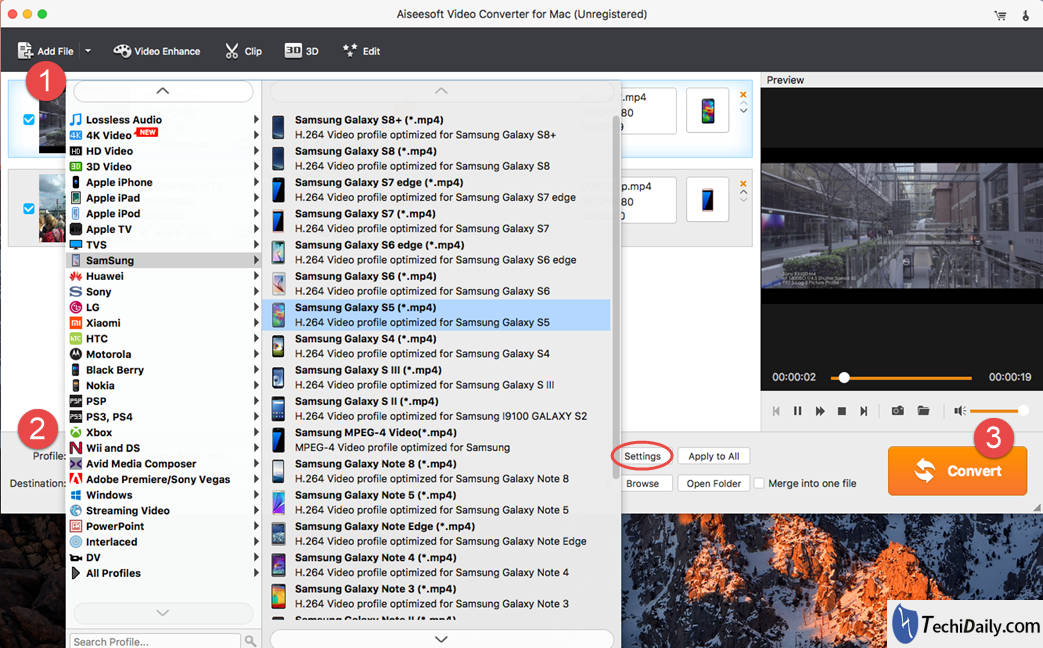 Aiseesoft Video Converter for Mac (Unregistered)
Add File
Video Enhance
Clip
3D 3D
Edit
1
Preview
.mp4
80
9
p.mp4
80
0
Lossless Audio
4K 4K Video NEW
HD HD Video
3D 3D Video
Apple iPhone
Apple iPad
Apple iPod
Apple TV
TVS
SamSung
Huawei
Sony
LG
Xiaomi
HTC
Motorola
Black Berry
Nokia
PSP
PS3, PS4
Xbox
Wii and DS
Avid Media Composer
Adobe Premiere/Sony Vegas
Windows
Streaming Video
PowerPoint
Interlaced
DV
All Profiles
Search Profile...
Samsung Galaxy S8+ (*.mp4)
H.264 Video profile optimized for Samsung Galaxy S8+
Samsung Galaxy S8 (*.mp4)
H.264 Video profile optimized for Samsung Galaxy S8
Samsung Galaxy S7 edge (*.mp4)
H.264 Video profile optimized for Samsung Galaxy S7 edge
Samsung Galaxy S7 (*.mp4)
H.264 Video profile optimized for Samsung Galaxy S7
Samsung Galaxy S6 edge (*.mp4)
H.264 Video profile optimized for Samsung Galaxy S6 edge
Samsung Galaxy S6 (*.mp4)
H.264 Video profile optimized for Samsung Galaxy S6
Samsung Galaxy S5 (*.mp4)
H.264 Video profile optimized for Samsung Galaxy S5
Samsung Galaxy S4 (*.mp4)
H.264 Video profile optimized for Samsung Galaxy S4
Samsung Galaxy S III (*.mp4)
H.264 Video profile optimized for Samsung Galaxy S III
Samsung Galaxy S II (*.mp4)
H.264 Video profile optimized for Samsung I9100 GALAXY S2
Samsung MPEG-4 Video(*.mp4)
MPEG-4 Video profile optimized for Samsung
Samsung Galaxy Note 8 (*.mp4)
H.264 Video profile optimized for Samsung Galaxy Note 8
Samsung Galaxy Note 5 (*.mp4)
H.264 Video profile optimized for Samsung Galaxy Note 5
Samsung Galaxy Note Edge (*.mp4)
H.264 Video profile optimized for Samsung Galaxy Note Edge
Samsung Galaxy Note 4 (*.mp4)
H.264 Video profile optimized for Samsung Galaxy Note 4
Samsung Galaxy Note 3 (*.mp4)
H.264 Video profile optimized for Samsung Galaxy Note 3
Samsung Galaxy Note II (*.mp4)
00:00:02
00:00:19
2
Profile:
Destination:
Settings
Apply to All
Browse
Open Folder
Merge into one file
3
Convert
TechiDaily.com